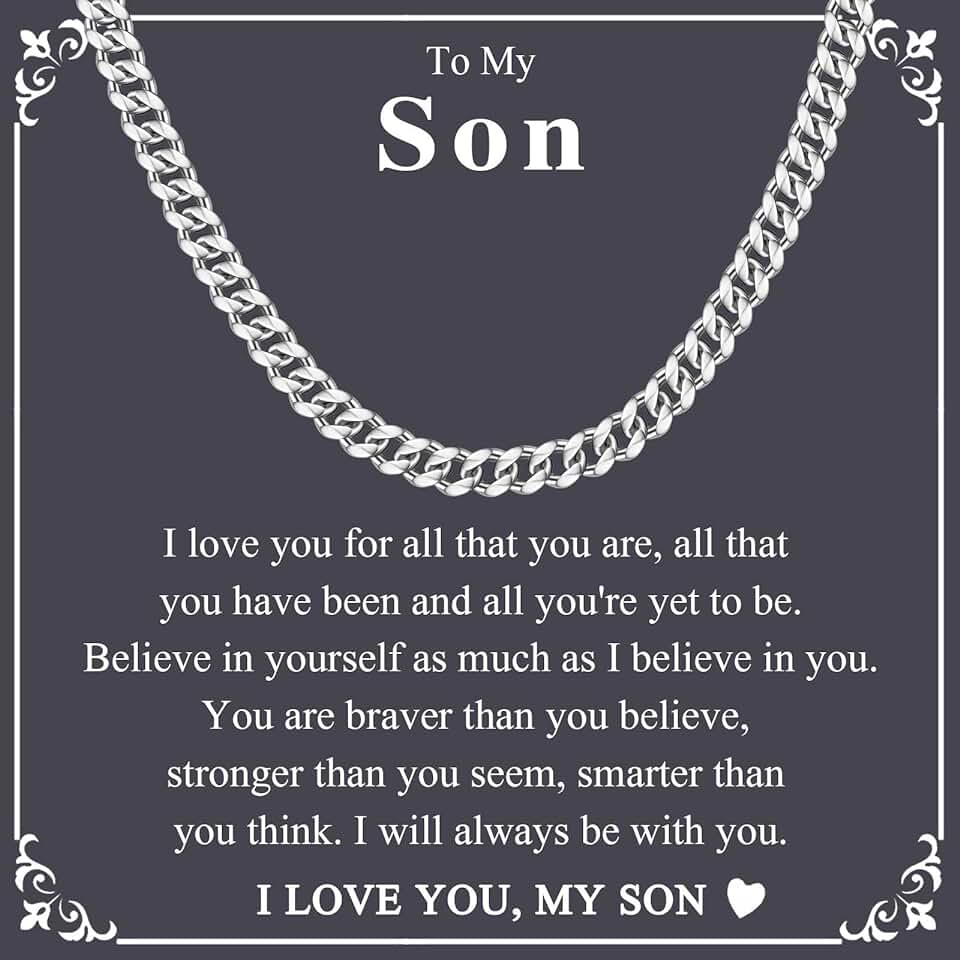 To My
Son
I love you for all that you are, all that
you have been and all you're yet to be.
Believe in yourself as much as I believe in you.
You are braver than you believe,
stronger than you seem, smarter than
you think. I will always be with you.
I LOVE YOU, MY SON